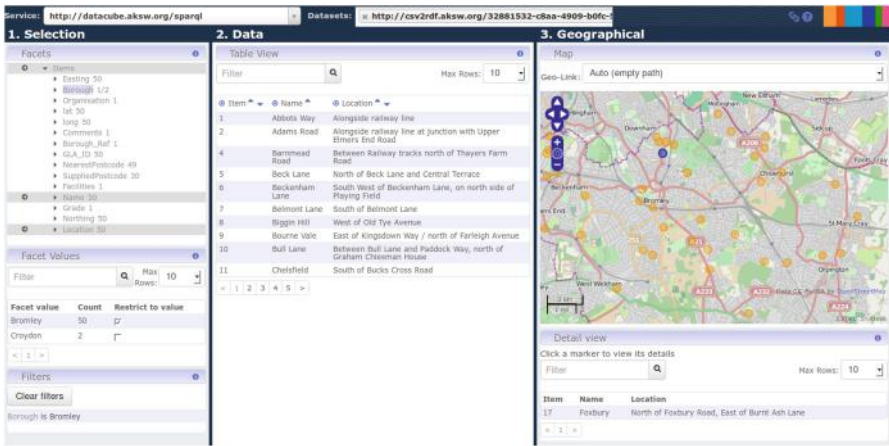 Service: http://datacube.aksw.org/sparql
Datasets: × http://csv2rdf.aksw.org/32881532-c8aa-4909-b0fc-
1. Selection
Facets
Items
Easting 50
Borough 1/2
Organisation 1
lat 50
long 50
Comments 1
Borough_Ref 1
GLA_ID 50
NearestPostcode 49
SuppliedPostcode 30
Facilities 1
Name 50
Grade 1
Northing 50
Location 50
Facet Values
Filter
Max Rows: 10
Facet value Count Restrict to value
Bromley 50
Croydon 2
< 1 >
Filters
Clear filters
Borough is Bromley
2. Data
Table View
Filter
Max Rows: 10
Item Name Location
1 Abbots Way Alongside railway line
2 Adams Road Alongside railway line at junction with Upper
Elmers End Road
4 Barnmead Road Between Railway tracks north of Thayers Farm
Road
5 Beck Lane North of Beck Lane and Central Terrace
6 Beckenham Lane South West of Beckenham Lane, on north side of
Playing Field
7 Belmont Lane South of Belmont Lane
8 Biggin Hill West of Old Tye Avenue
9 Bourne Vale East of Kingsdown Way / north of Farleigh Avenue
10 Bull Lane Between Bull Lane and Paddock Way, north of
Graham Chiesman House
11 Chelsfield South of Bucks Cross Road
< 1 2 3 4 5 >
3. Geographical
Map
Geo-Link: Auto (empty path)
New Eltham
Mottingham
Downham
Sidcup
A208
Chislehurst
Beckenham
Bromley
St Mary Cray
A21
Orpington
West Wickham
A232
A224
Detail view
Click a marker to view its details
Filter
Max Rows: 10
Item Name Location
17 Foxbury North of Foxbury Road, East of Burnt Ash Lane
< 1 >